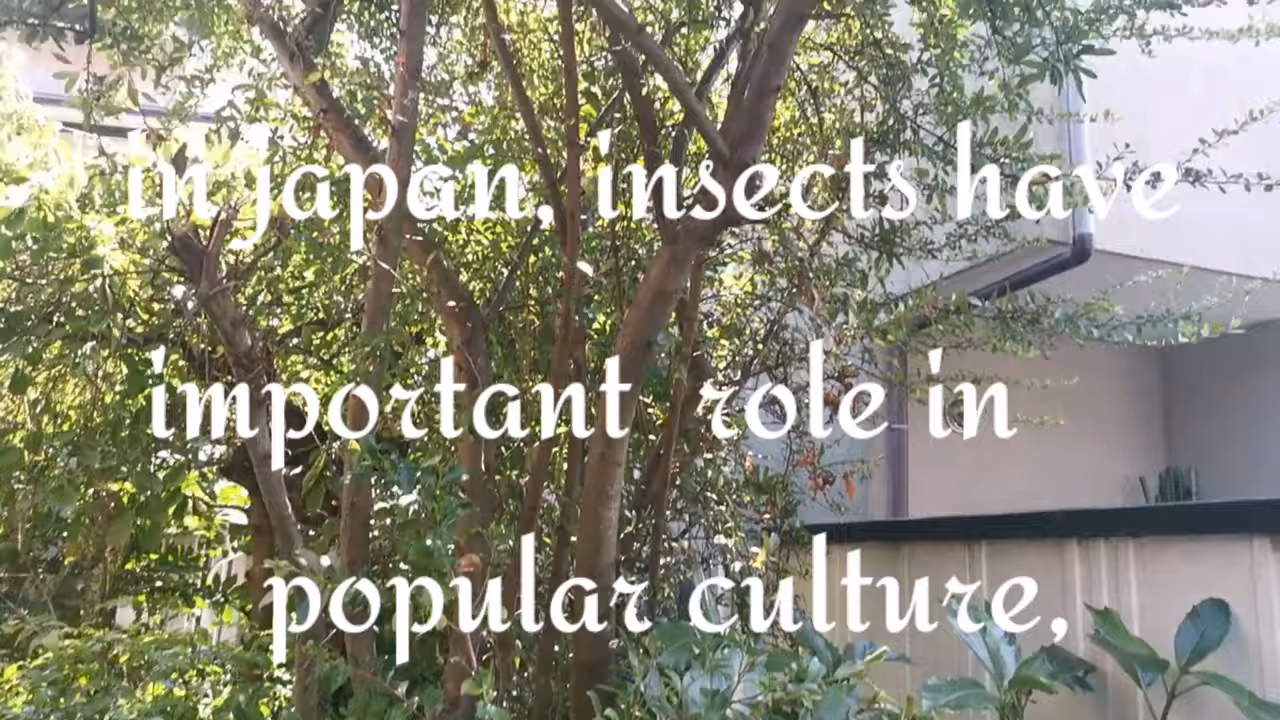 in japan, insects have
important role in
popular culture,